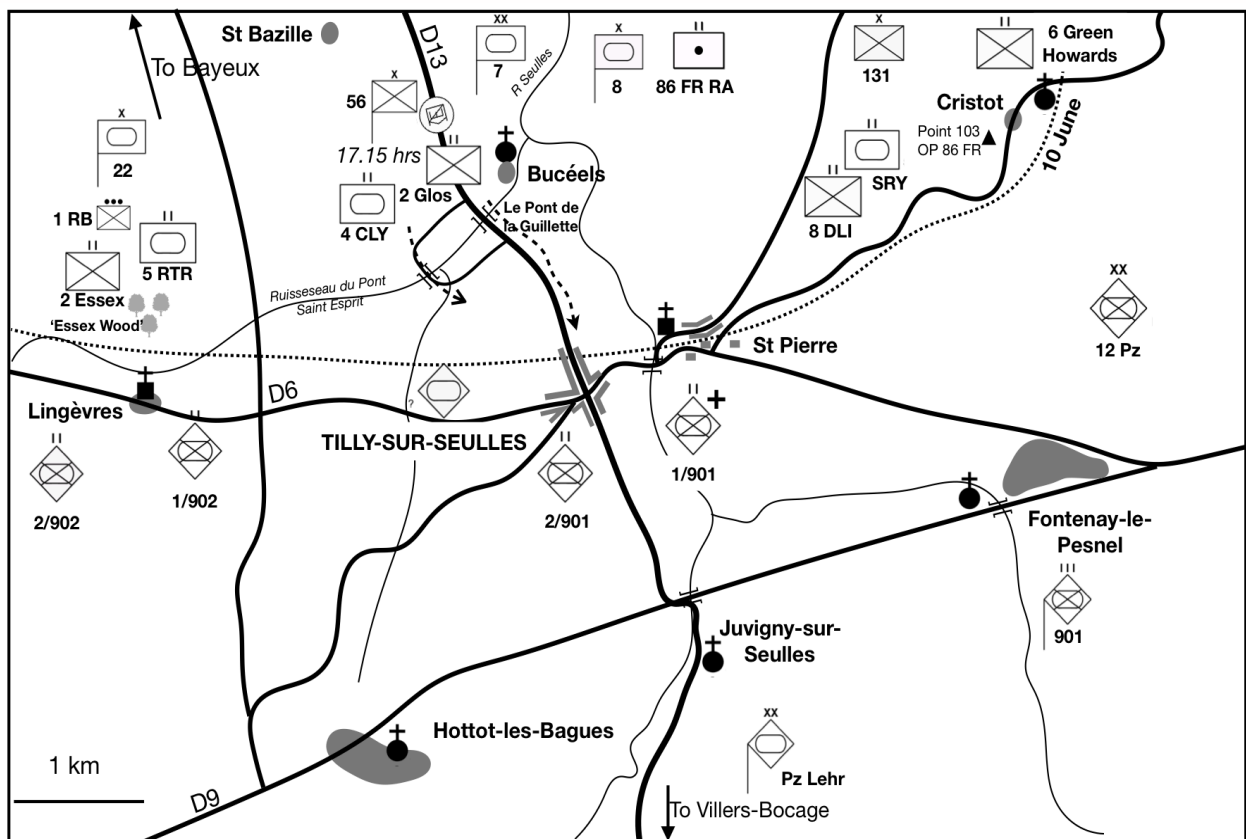 St Bazille
D13
XX
7
R Seulles
X
8
II
86 FR RA
X
131
II
6 Green
Howards
To Bayeux
X
56
Cristot
Point 103
OP 86 FR
10 June
X
22
17.15 hrs
II
2 Glos
Bucéels
II
SRY
II
4 CLY
Le Pont de
la Guillette
II
8 DLI
1 RB
II
5 RTR
II
2 Essex
'Essex Wood'
Ruisseseau du Pont
Saint Esprit
XX
12 Pz
St Pierre
Lingèvres
D6
?
TILLY-SUR-SEULLES
II
2/902
II
1/902
II
2/901
II
1/901
Fontenay-le-
Pesnel
III
901
Juvigny-sur-
Seulles
Hottot-les-Bagues
XX
Pz Lehr
1 km
D9
To Villers-Bocage